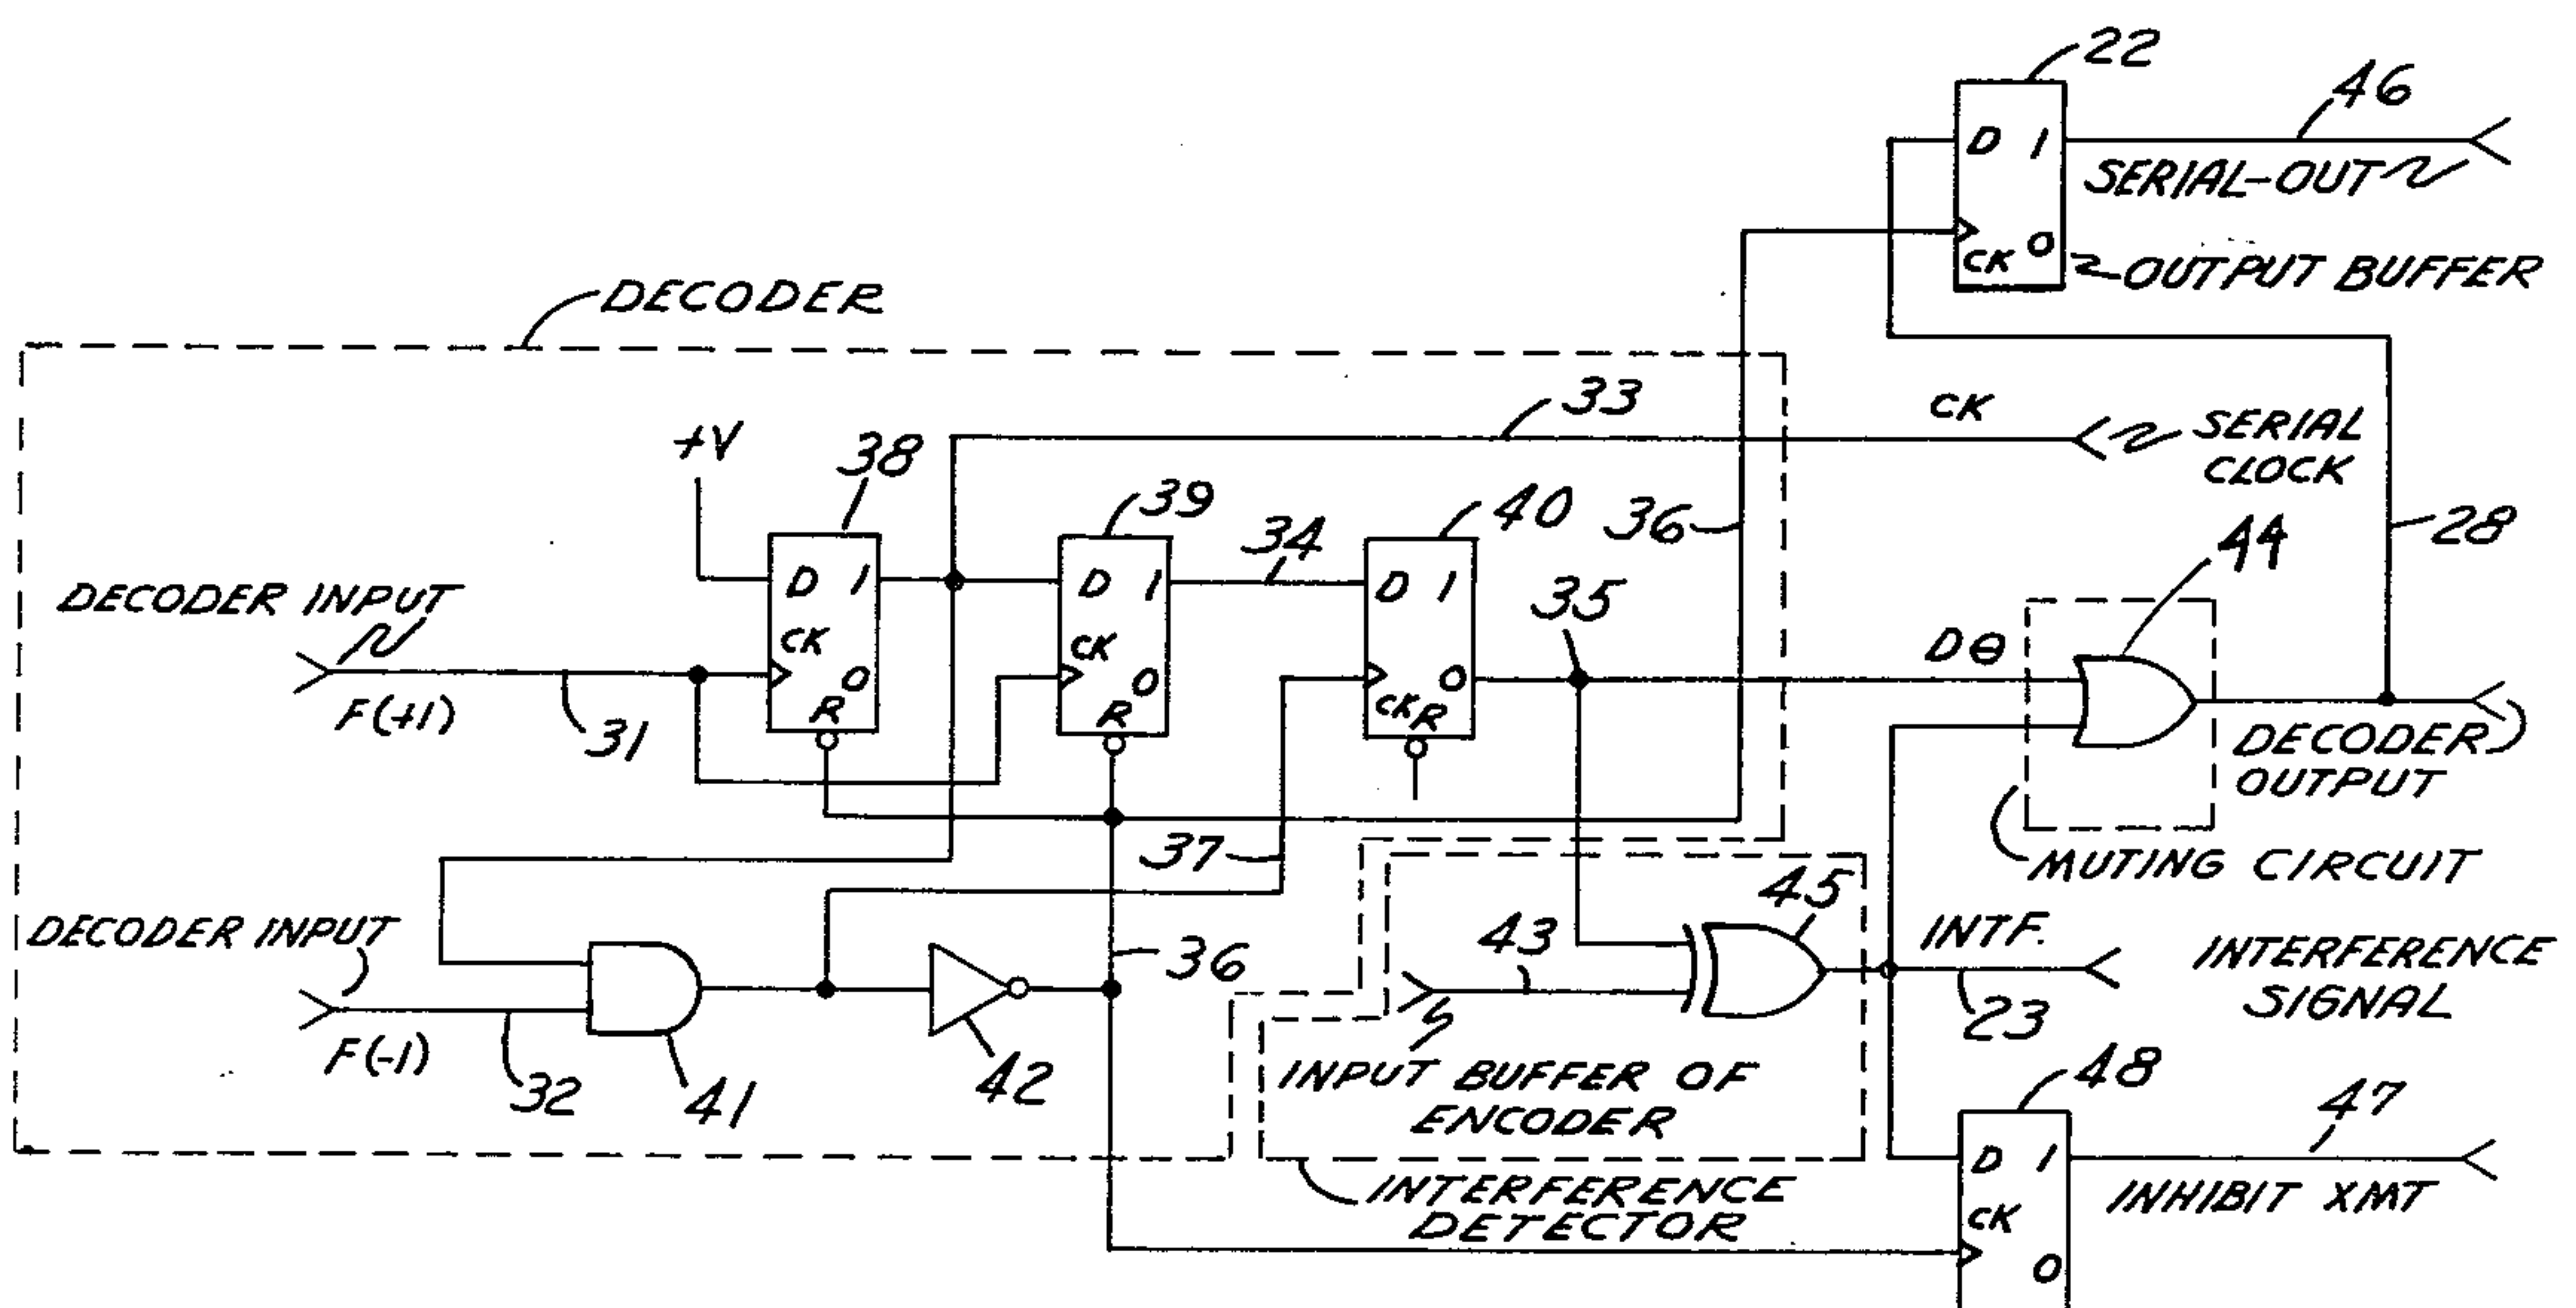 22
46
D 1
SERIAL-OUT
CK 0
OUTPUT BUFFER
DECODER
33
CK
SERIAL
CLOCK
+V
38
39
40
36
44
28
34
35
DECODER INPUT
D 1
D 1
D 1
CK
CK
CK
0
0
0
R
R
R
DΘ
F(+1)
31
DECODER
OUTPUT
37
MUTING CIRCUIT
45
DECODER INPUT
43
INTF.
INTERFERENCE
SIGNAL
36
23
F(-1)
32
41
42
INPUT BUFFER OF
ENCODER
48
47
D 1
INTERFERENCE
DETECTOR
INHIBIT XMT
CK
0